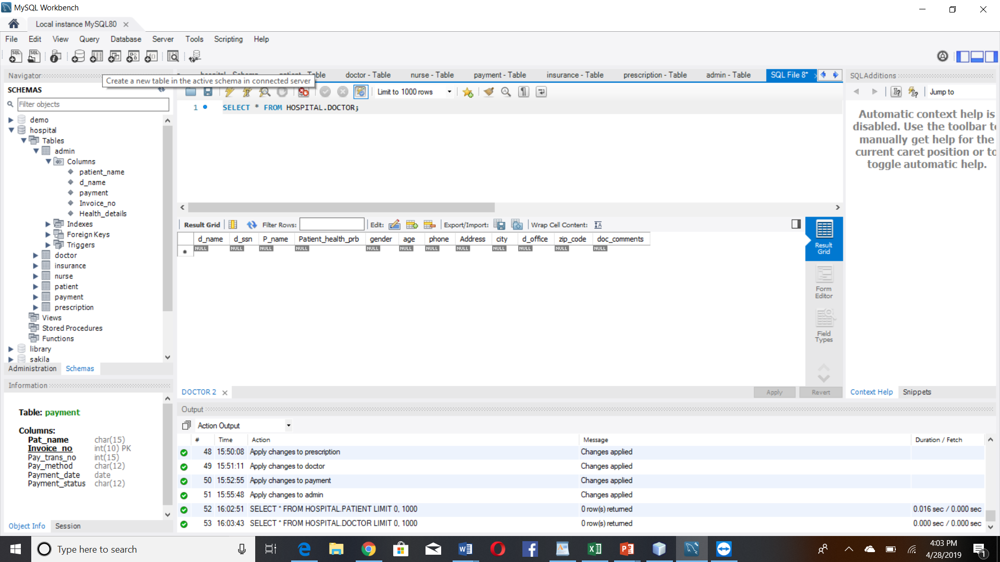 MySQL Workbench
Local instance MySQL80
File Edit View Query Database Server Tools Scripting Help
Navigator
Create a new table in the active schema in connected server
doctor - Table nurse - Table payment - Table insurance - Table prescription - Table admin - Table SQL File 8*
SQLAdditions
SCHEMAS
Filter objects
Limit to 1000 rows
Jump to
1 SELECT * FROM HOSPITAL.DOCTOR;
Automatic context help is
disabled. Use the toolbar to
manually get help for the
current caret position or to
toggle automatic help.
demo
hospital
Tables
admin
Columns
patient_name
d_name
payment
Invoice_no
Health_details
Indexes
Foreign Keys
Triggers
doctor
insurance
nurse
patient
payment
prescription
Views
Stored Procedures
Functions
library
sakila
Administration Schemas
Result Grid Filter Rows: Edit: Export/Import: Wrap Cell Content:
d_name d_ssn P_name Patient_health_prb gender age phone Address city d_office zip_code doc_comments
NULL NULL NULL NULL NULL NULL NULL NULL NULL NULL NULL NULL
Result
Grid
Form
Editor
Field
Types
DOCTOR 2
Apply Revert
Context Help Snippets
Information
Table: payment
Columns:
Pat_name char(15)
Invoice_no int(10) PK
Pay_trans_no int(15)
Pay_method char(12)
Payment_date date
Payment_status char(12)
Object Info Session
Output
Action Output
# Time Action Message Duration / Fetch
48 15:50:08 Apply changes to prescription Changes applied
49 15:51:11 Apply changes to doctor Changes applied
50 15:52:55 Apply changes to payment Changes applied
51 15:55:48 Apply changes to admin Changes applied
52 16:02:51 SELECT * FROM HOSPITAL.PATIENT LIMIT 0, 1000 0 row(s) returned 0.016 sec / 0.000 sec
53 16:03:43 SELECT * FROM HOSPITAL.DOCTOR LIMIT 0, 1000 0 row(s) returned 0.000 sec / 0.000 sec
Type here to search
4:03 PM
4/28/2019
1